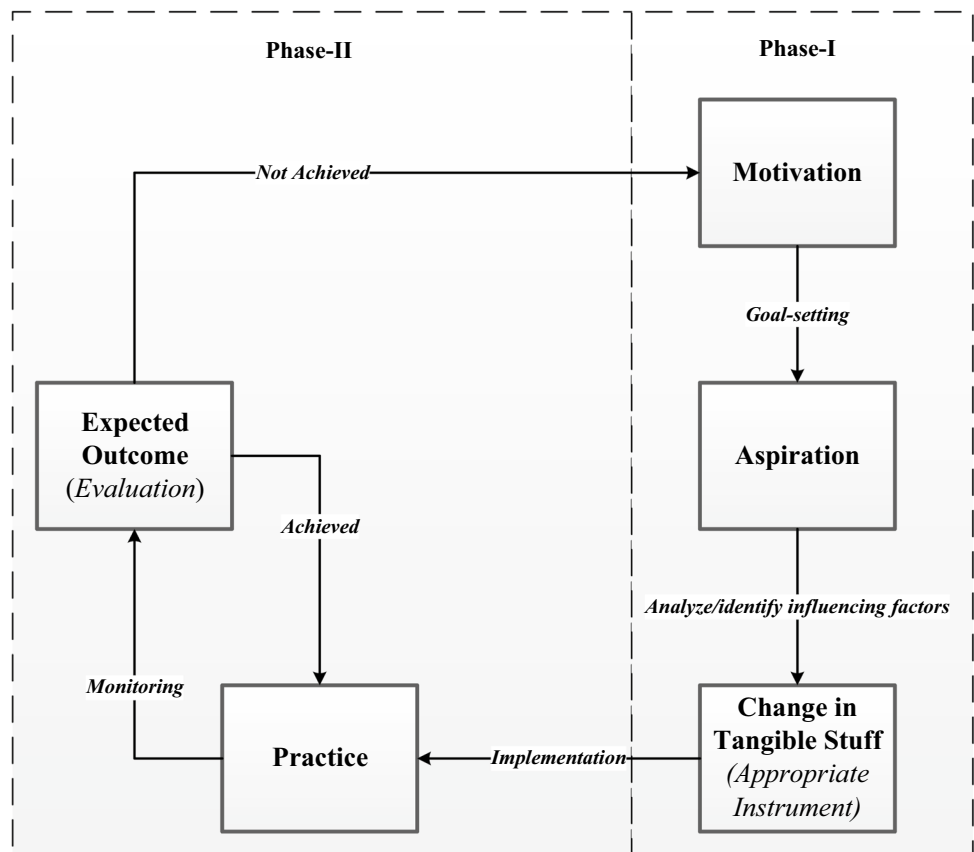 Phase-II
Phase-I
Not Achieved
Motivation
Goal-setting
Expected
Outcome
(Evaluation)
Aspiration
Achieved
Analyze/identify influencing factors
Monitoring
Practice
Implementation
Change in
Tangible Stuff
(Appropriate
Instrument)